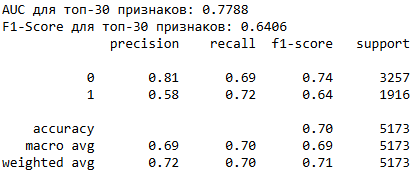 AUC для топ-30 признаков: 0.7788
F1-Score для топ-30 признаков: 0.6406
precision recall f1-score support
0 0.81 0.69 0.74 3257
1 0.58 0.72 0.64 1916
accuracy 0.70 5173
macro avg 0.69 0.70 0.69 5173
weighted avg 0.72 0.70 0.71 5173